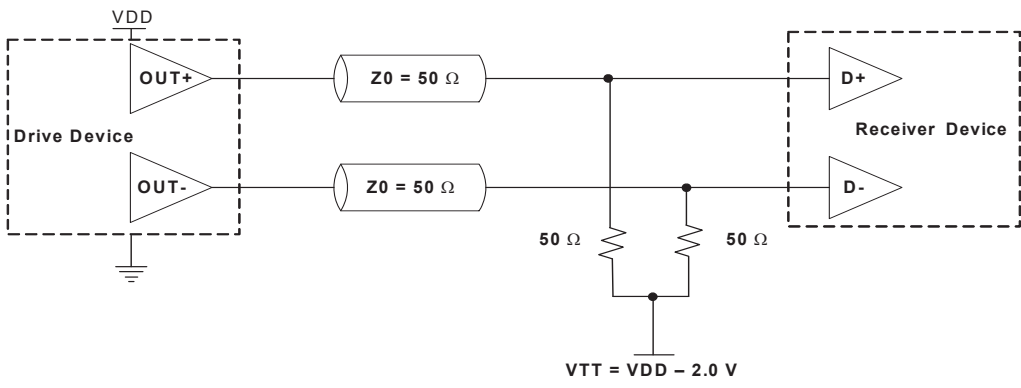 VDD
OUT+
Z0 = 50 Ω
D+
Drive Device
Receiver Device
OUT-
Z0 = 50 Ω
D-
50 Ω
50 Ω
VTT = VDD – 2.0 V